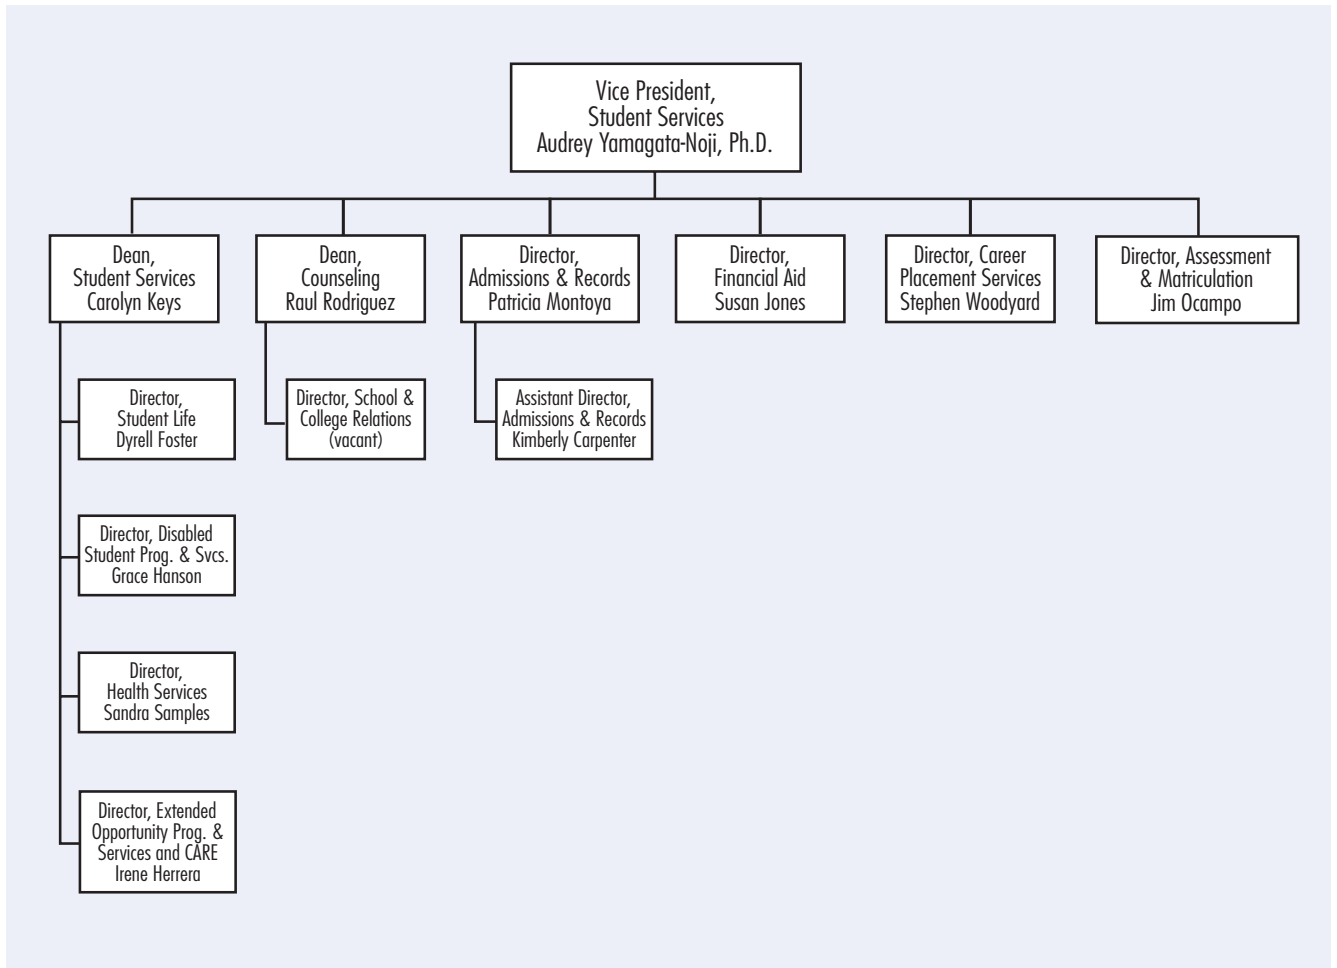 Vice President,
Student Services
Audrey Yamagata-Noji, Ph.D.
Dean,
Student Services
Carolyn Keys
Dean,
Counseling
Raul Rodriguez
Director,
Admissions & Records
Patricia Montoya
Director,
Financial Aid
Susan Jones
Director, Career
Placement Services
Stephen Woodyard
Director, Assessment
& Matriculation
Jim Ocampo
Director,
Student Life
Dyrell Foster
Director, School &
College Relations
(vacant)
Assistant Director,
Admissions & Records
Kimberly Carpenter
Director, Disabled
Student Prog. & Svcs.
Grace Hanson
Director,
Health Services
Sandra Samples
Director, Extended
Opportunity Prog. &
Services and CARE
Irene Herrera